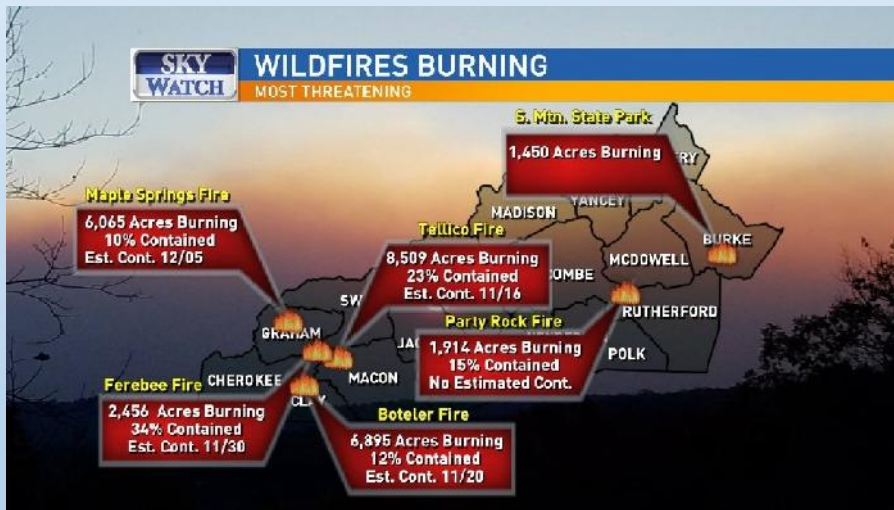 SKY
WATCH
WILDFIRES BURNING
MOST THREATENING
S. Mtn. State Park
1,450 Acres Burning
Maple Springs Fire
6,065 Acres Burning
10% Contained
Est. Cont. 12/05
Tellico Fire
8,509 Acres Burning
23% Contained
Est. Cont. 11/16
Party Rock Fire
1,914 Acres Burning
15% Contained
No Estimated Cont.
Ferebee Fire
2,456 Acres Burning
34% Contained
Est. Cont. 11/30
Boteler Fire
6,895 Acres Burning
12% Contained
Est. Cont. 11/20
MADISON
YANCEY
BURKE
MCDOWELL
RUTHERFORD
POLK
GRAHAM
CHEROKEE
MACON
CLAY